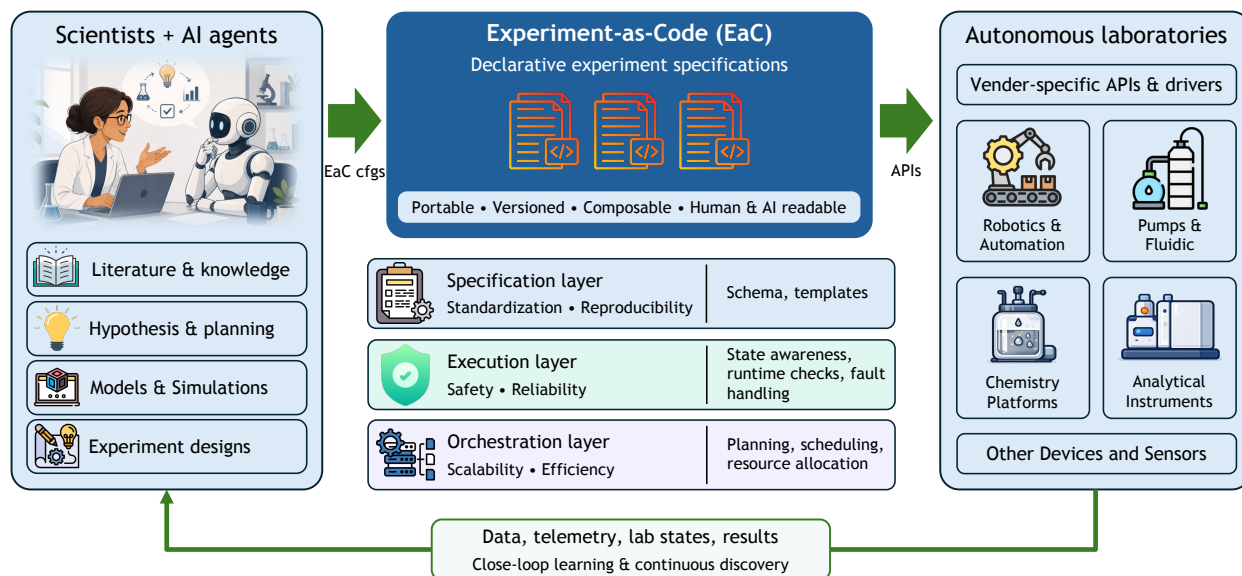 Scientists + AI agents
Literature & knowledge
Hypothesis & planning
Models & Simulations
Experiment designs
EaC cfgs
Experiment-as-Code (EaC)
Declarative experiment specifications
</>
</>
</>
Portable • Versioned • Composable • Human & AI readable
Specification layer
Standardization • Reproducibility
Schema, templates
Execution layer
Safety • Reliability
State awareness,
runtime checks, fault
handling
Orchestration layer
Scalability • Efficiency
Planning, scheduling,
resource allocation
APIs
Autonomous laboratories
Vender-specific APIs & drivers
Robotics &
Automation
Pumps &
Fluidic
Chemistry
Platforms
Analytical
Instruments
Other Devices and Sensors
Data, telemetry, lab states, results
Close-loop learning & continuous discovery